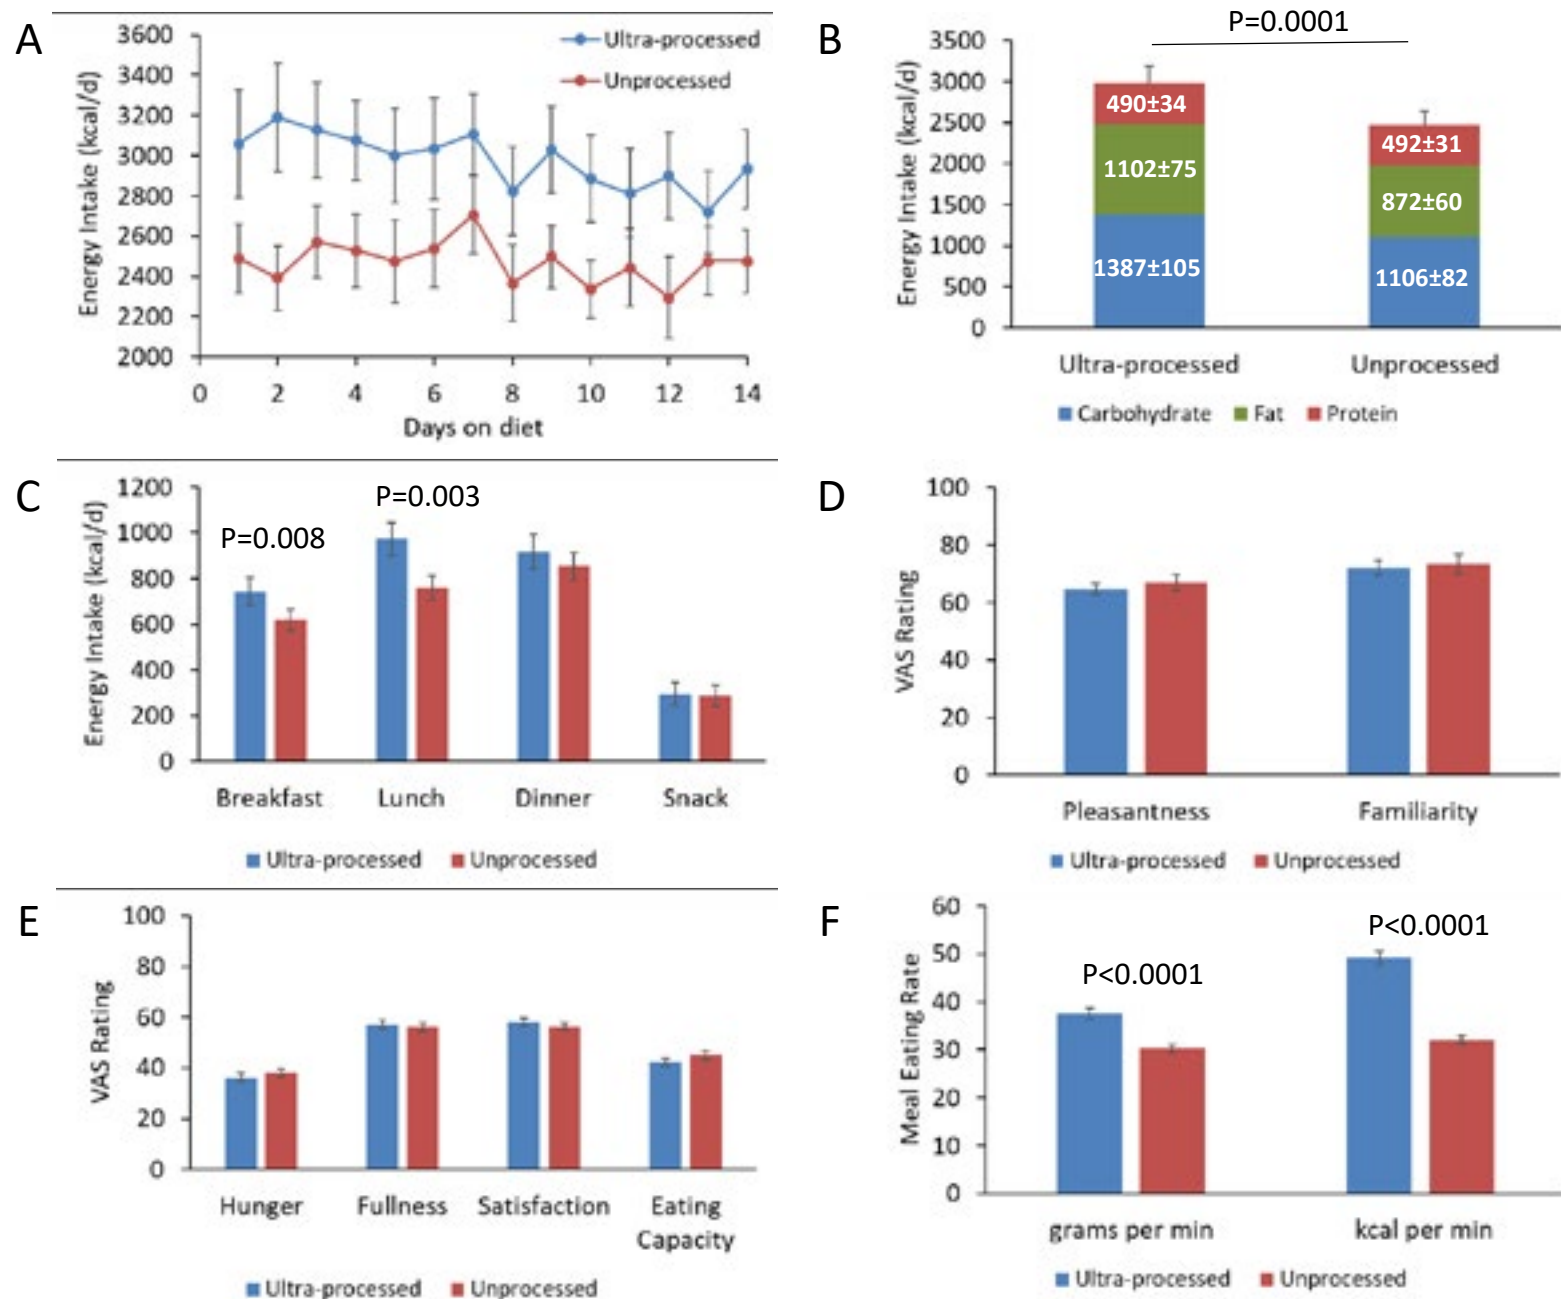 A
3600
3400
3200
3000
2800
2600
2400
2200
2000
Energy Intake (kcal/d)
Ultra-processed
Unprocessed
0 2 4 6 8 10 12 14
Days on diet
B
P=0.0001
3500
3000
2500
2000
1500
1000
500
0
Energy Intake (kcal/d)
490±34
1102±75
1387±105
492±31
872±60
1106±82
Ultra-processed Unprocessed
Carbohydrate Fat Protein
C
1200
1000
800
600
400
200
0
Energy Intake (kcal/d)
P=0.008
P=0.003
Breakfast Lunch Dinner Snack
Ultra-processed Unprocessed
D
100
80
60
40
20
0
VAS Rating
Pleasantness Familiarity
Ultra-processed Unprocessed
E
100
80
60
40
20
0
VAS Rating
Hunger Fullness Satisfaction Eating
Capacity
Ultra-processed Unprocessed
F
60
50
40
30
20
10
0
Meal Eating Rate
P<0.0001
P<0.0001
grams per min kcal per min
Ultra-processed Unprocessed